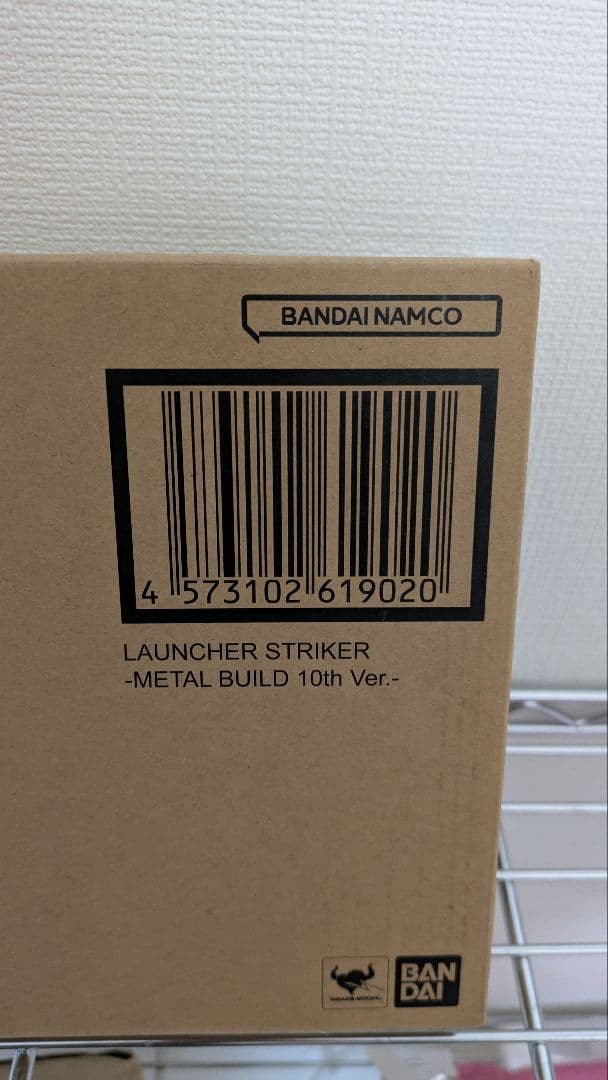 BANDAI NAMCO
4 573102 619020
LAUNCHER STRIKER
-METAL BUILD 10th Ver.-
BAN
DAI